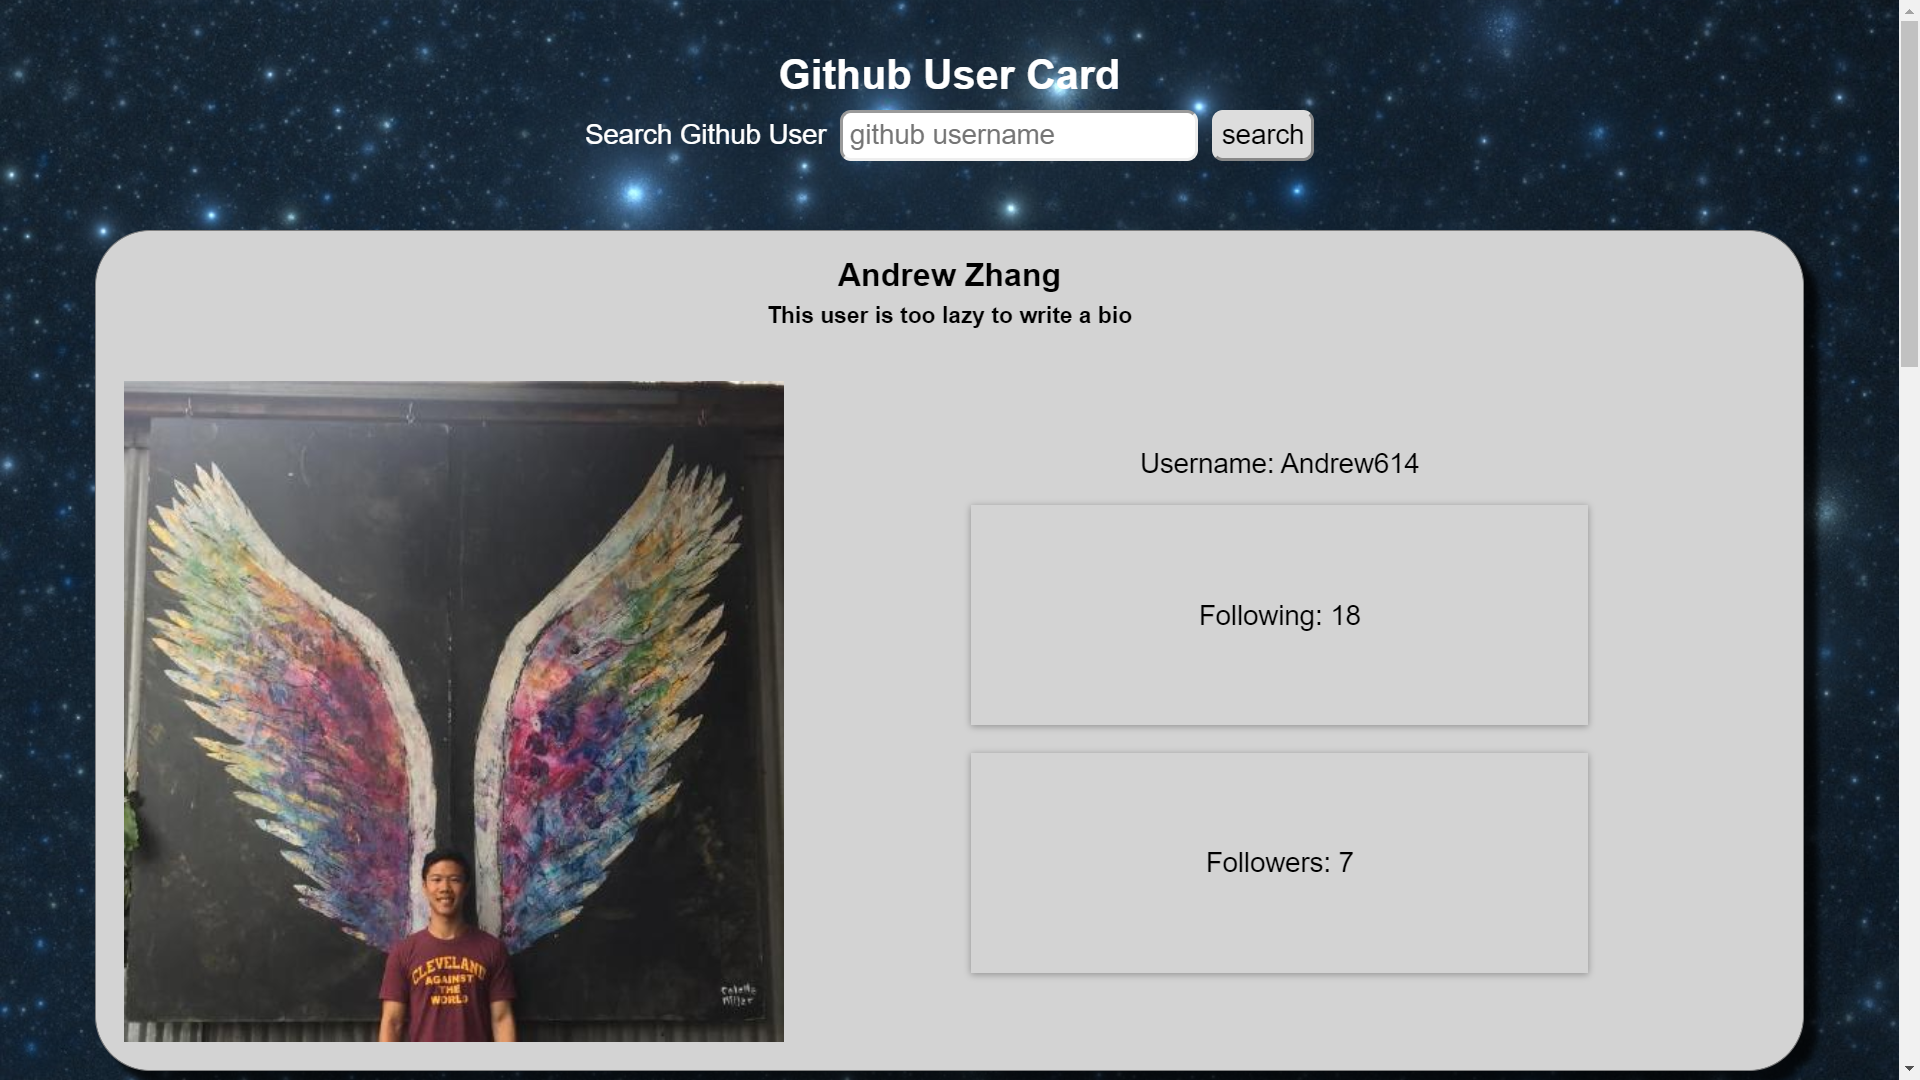 Github User Card
Search Github User github username search
Andrew Zhang
This user is too lazy to write a bio
Username: Andrew614
Following: 18
Followers: 7
CLEVELAND
AGAINST
THE
WORLD
Colette
Miller